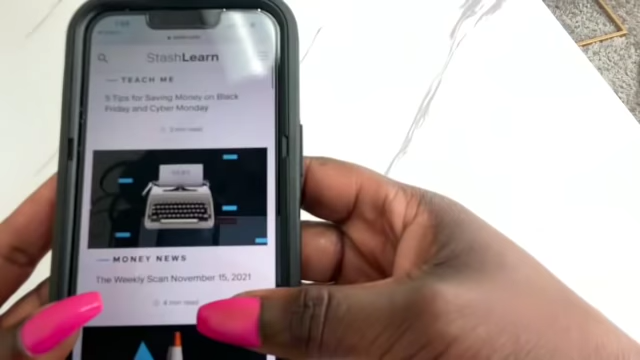 StashLearn
TEACH ME
5 Tips for Saving Money on Black
Friday and Cyber Monday
3 min read
NEWS
MONEY NEWS
The Weekly Scan November 15, 2021
4 min read